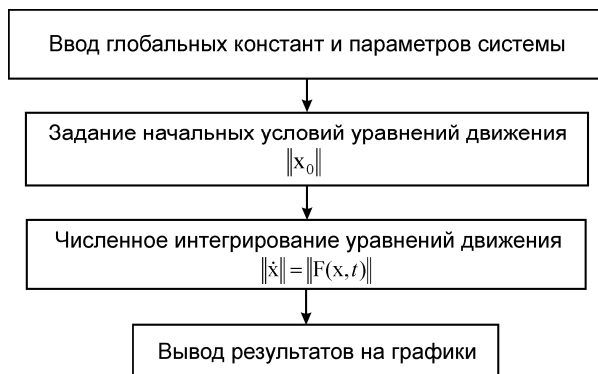 Ввод глобальных констант и параметров системы
Задание начальных условий уравнений движения
‖x₀‖
Численное интегрирование уравнений движения
‖ẋ‖ = ‖F(x, t)‖
Вывод результатов на графики